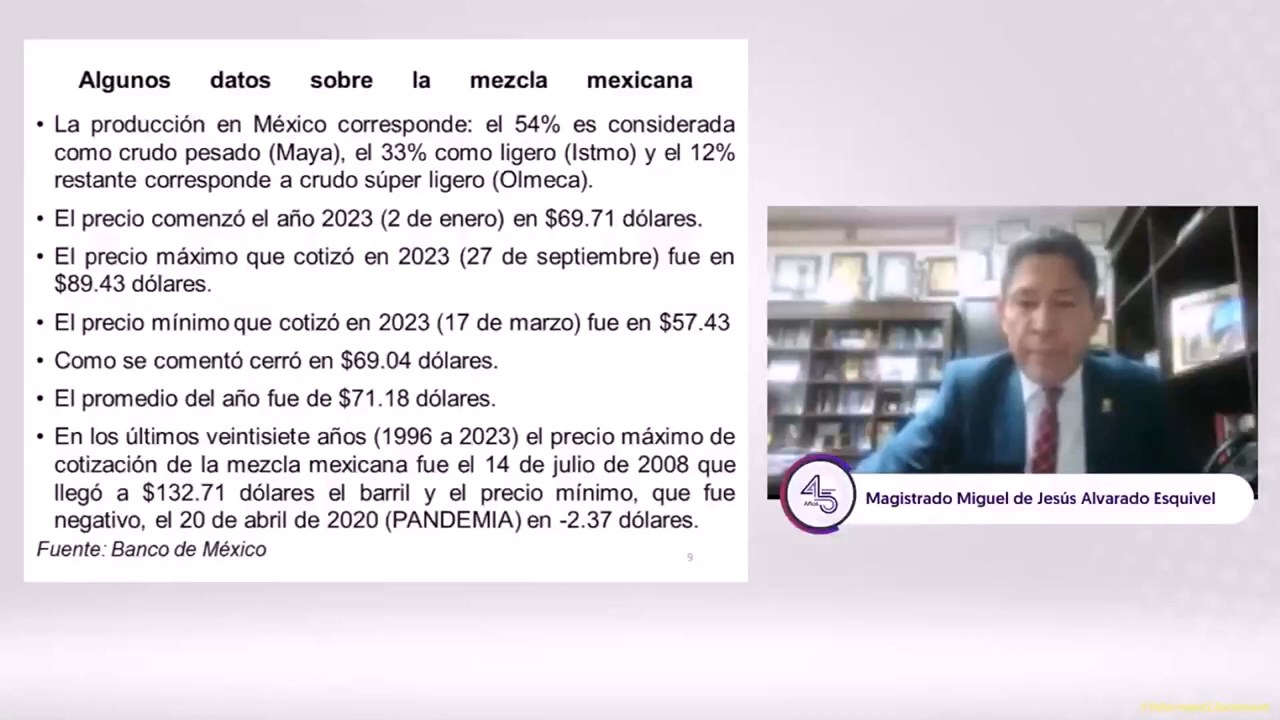 Algunos datos sobre la mezcla mexicana
• La producción en México corresponde: el 54% es considerada
como crudo pesado (Maya), el 33% como ligero (Istmo) y el 12%
restante corresponde a crudo súper ligero (Olmeca).
• El precio comenzó el año 2023 (2 de enero) en $69.71 dólares.
• El precio máximo que cotizó en 2023 (27 de septiembre) fue en
$89.43 dólares.
• El precio mínimo que cotizó en 2023 (17 de marzo) fue en $57.43
• Como se comentó cerró en $69.04 dólares.
• El promedio del año fue de $71.18 dólares.
• En los últimos veintisiete años (1996 a 2023) el precio máximo de
cotización de la mezcla mexicana fue el 14 de julio de 2008 que
llegó a $132.71 dólares el barril y el precio mínimo, que fue
negativo, el 20 de abril de 2020 (PANDEMIA) en -2.37 dólares.
Fuente: Banco de México
9
45
Años
Magistrado Miguel de Jesús Alvarado Esquivel